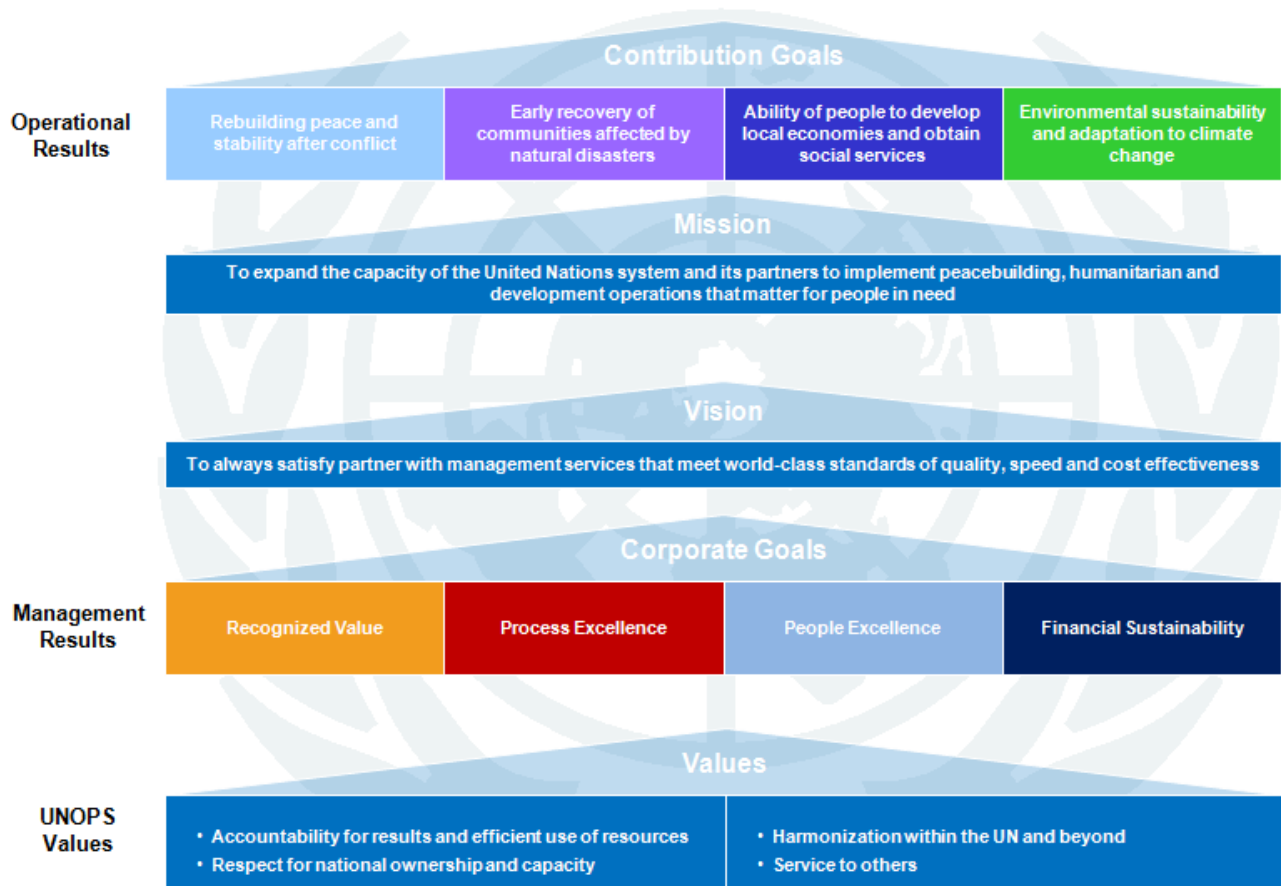 Contribution Goals
Operational
Results
Rebuilding peace and
stability after conflict
Early recovery of
communities affected by
natural disasters
Ability of people to develop
local economies and obtain
social services
Environmental sustainability
and adaptation to climate
change
Mission
To expand the capacity of the United Nations system and its partners to implement peacebuilding, humanitarian and
development operations that matter for people in need
Vision
To always satisfy partner with management services that meet world-class standards of quality, speed and cost effectiveness
Corporate Goals
Management
Results
Recognized Value
Process Excellence
People Excellence
Financial Sustainability
Values
UNOPS
Values
• Accountability for results and efficient use of resources
• Respect for national ownership and capacity
• Harmonization within the UN and beyond
• Service to others